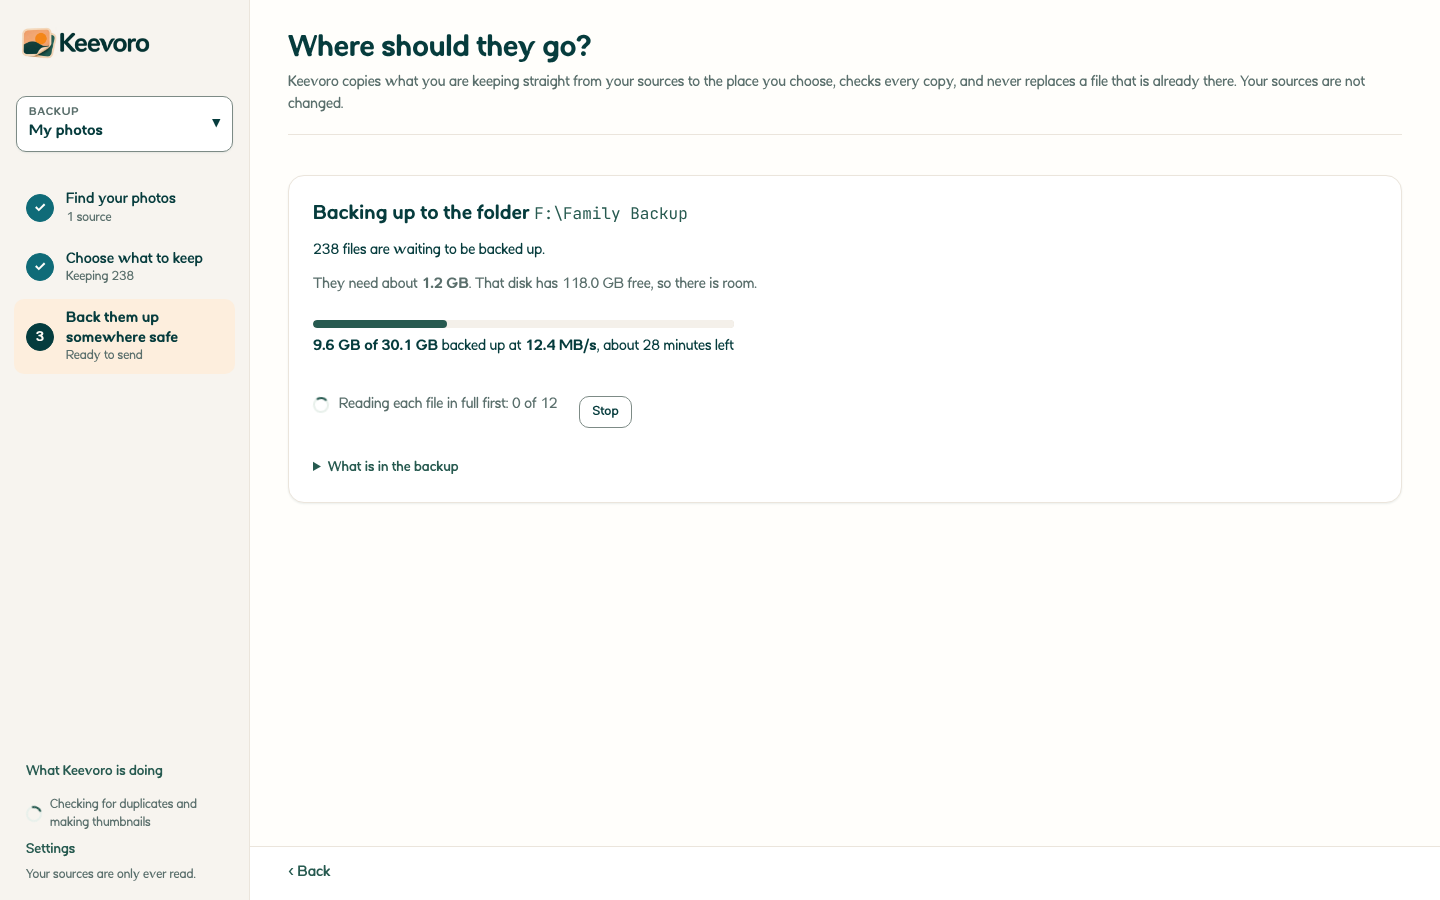 Keevoro
BACKUP
My photos
Find your photos
1 source
Choose what to keep
Keeping 238
3
Back them up
somewhere safe
Ready to send
What Keevoro is doing
Checking for duplicates and
making thumbnails
Settings
Your sources are only ever read.
Where should they go?
Keevoro copies what you are keeping straight from your sources to the place you choose, checks every copy, and never replaces a file that is already there. Your sources are not
changed.
Backing up to the folder F:\Family Backup
238 files are waiting to be backed up.
They need about 1.2 GB. That disk has 118.0 GB free, so there is room.
9.6 GB of 30.1 GB backed up at 12.4 MB/s, about 28 minutes left
Reading each file in full first: 0 of 12
Stop
What is in the backup
‹ Back